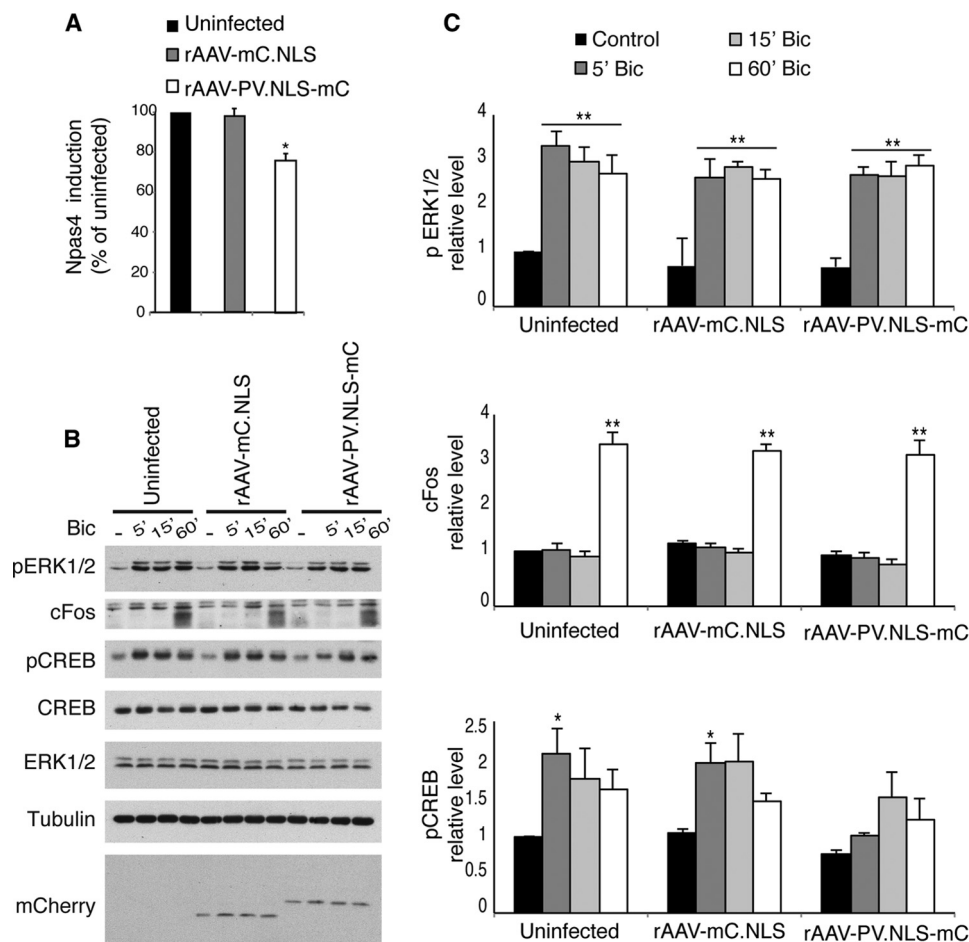 A
Uninfected
rAAV-mC.NLS
rAAV-PV.NLS-mC
Npas4 induction
(% of uninfected)
100
80
60
40
20
0
*
B
Uninfected
rAAV-mC.NLS
rAAV-PV.NLS-mC
Bic - 5' 15' 60' - 5' 15' 60' - 5' 15' 60'
pERK1/2
cFos
pCREB
CREB
ERK1/2
Tubulin
mCherry
C
Control
5' Bic
15' Bic
60' Bic
p ERK1/2
relative level
4
3
2
1
0
** ** **
Uninfected rAAV-mC.NLS rAAV-PV.NLS-mC
cFos
relative level
4
3
2
1
0
** ** **
Uninfected rAAV-mC.NLS rAAV-PV.NLS-mC
pCREB
relative level
2.5
2
1.5
1
0.5
0
* *
Uninfected rAAV-mC.NLS rAAV-PV.NLS-mC